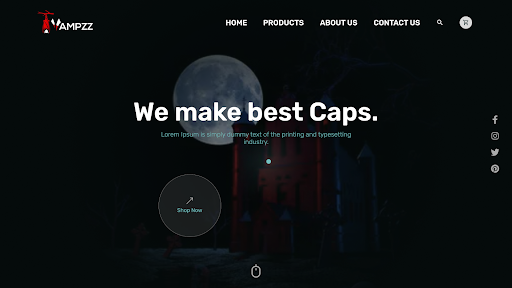 VAMPZZ
HOME PRODUCTS ABOUT US CONTACT US
We make best Caps.
Lorem Ipsum is simply dummy text of the printing and typesetting
industry.
Shop Now